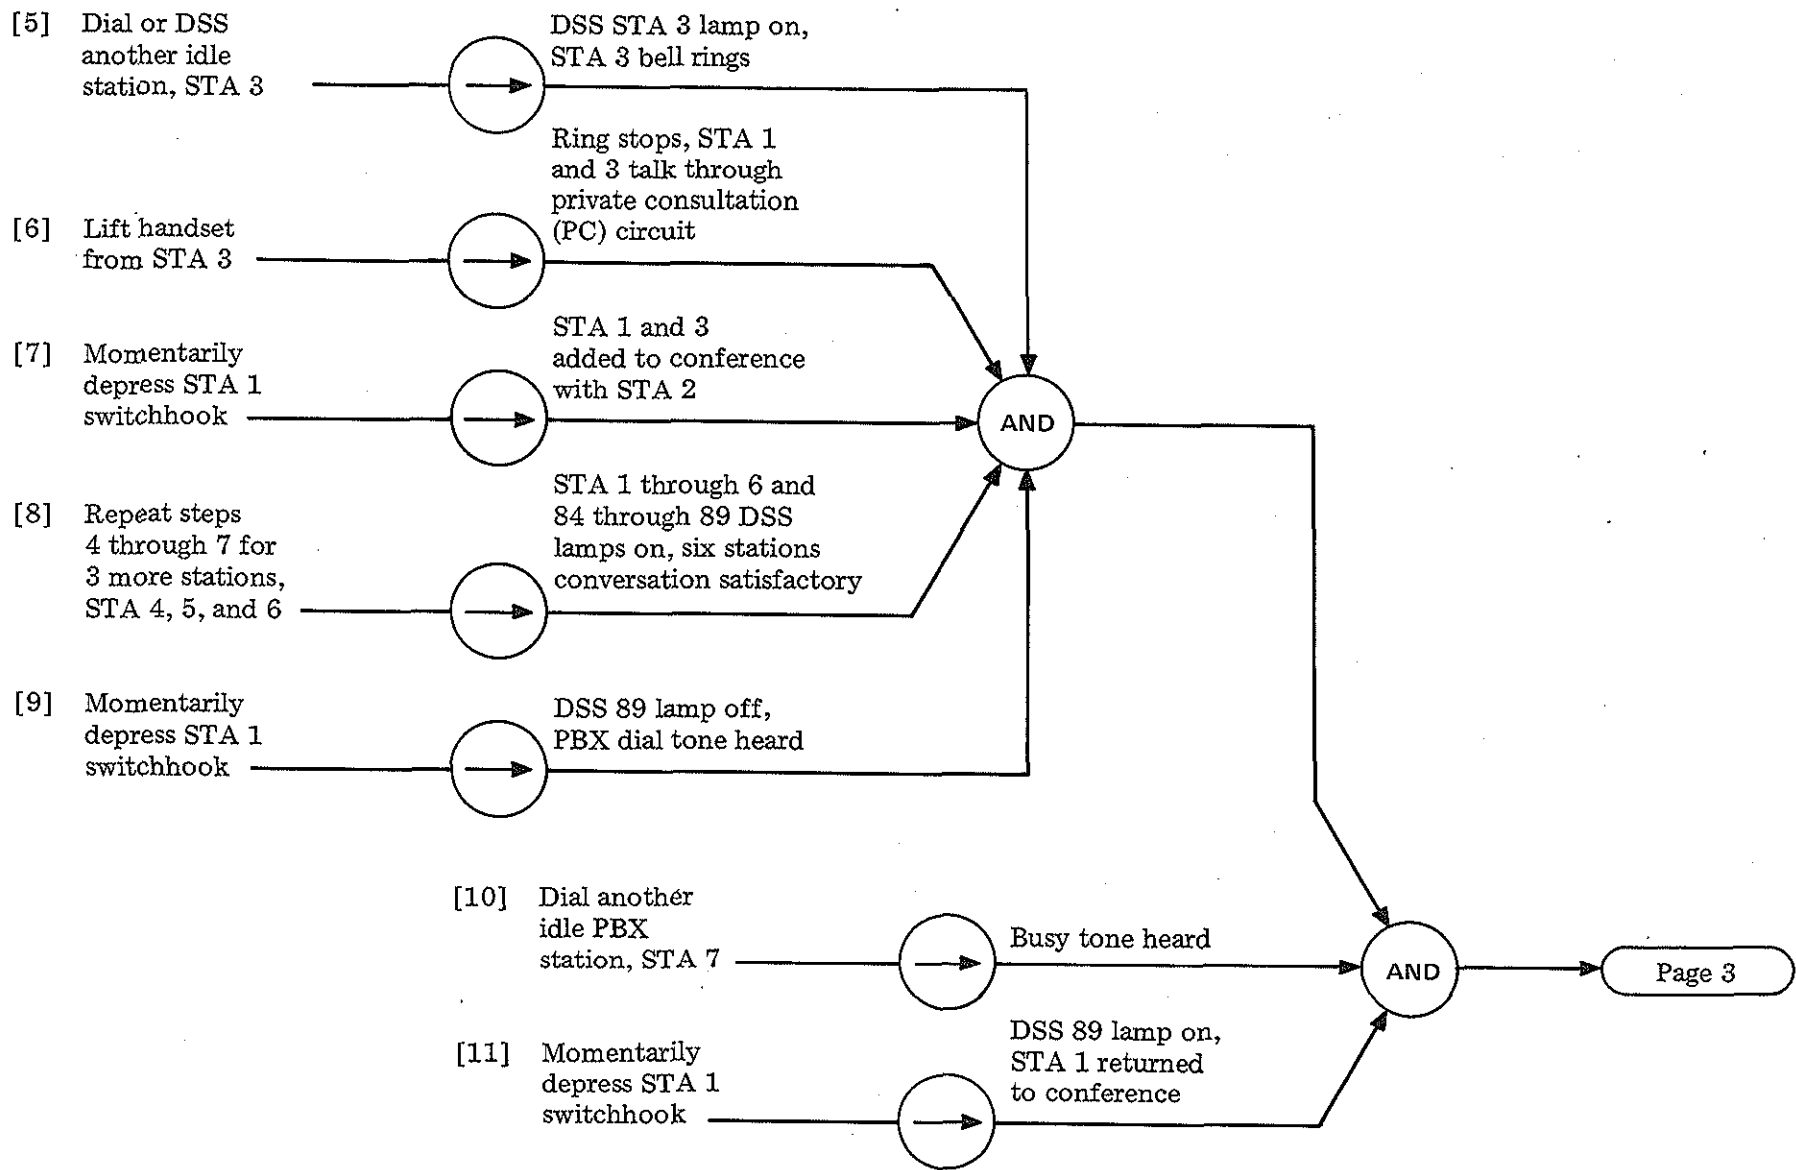 [5] Dial or DSS
another idle
station, STA 3
DSS STA 3 lamp on,
STA 3 bell rings
[6] Lift handset
from STA 3
Ring stops, STA 1
and 3 talk through
private consultation
(PC) circuit
[7] Momentarily
depress STA 1
switchhook
STA 1 and 3
added to conference
with STA 2
AND
[8] Repeat steps
4 through 7 for
3 more stations,
STA 4, 5, and 6
STA 1 through 6 and
84 through 89 DSS
lamps on, six stations
conversation satisfactory
[9] Momentarily
depress STA 1
switchhook
DSS 89 lamp off,
PBX dial tone heard
[10] Dial another
idle PBX
station, STA 7
Busy tone heard
AND
Page 3
[11] Momentarily
depress STA 1
switchhook
DSS 89 lamp on,
STA 1 returned
to conference